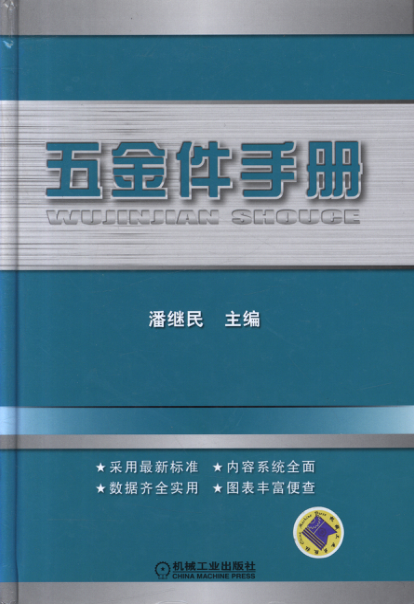 五金件手册
WUJINJIAN SHOUCE
潘继民 主编
★采用最新标准 ★内容系统全面
★数据齐全实用 ★图表丰富便查
机械工业出版社
CHINA MACHINE PRESS